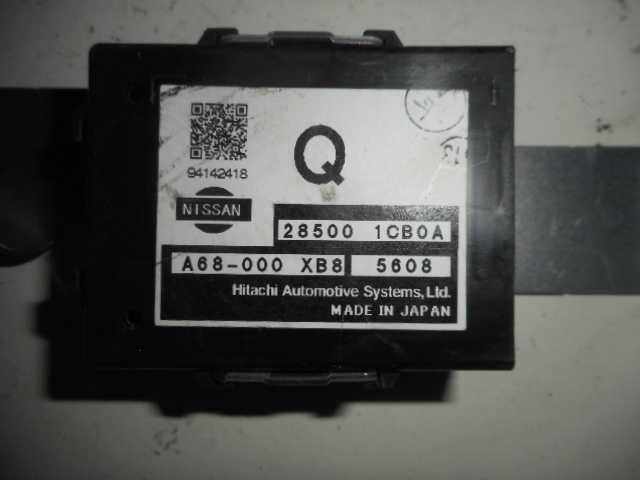 Q
94142418
NISSAN
28500 1CB0A
A68-000 XB8 5608
Hitachi Automotive Systems, Ltd.
MADE IN JAPAN